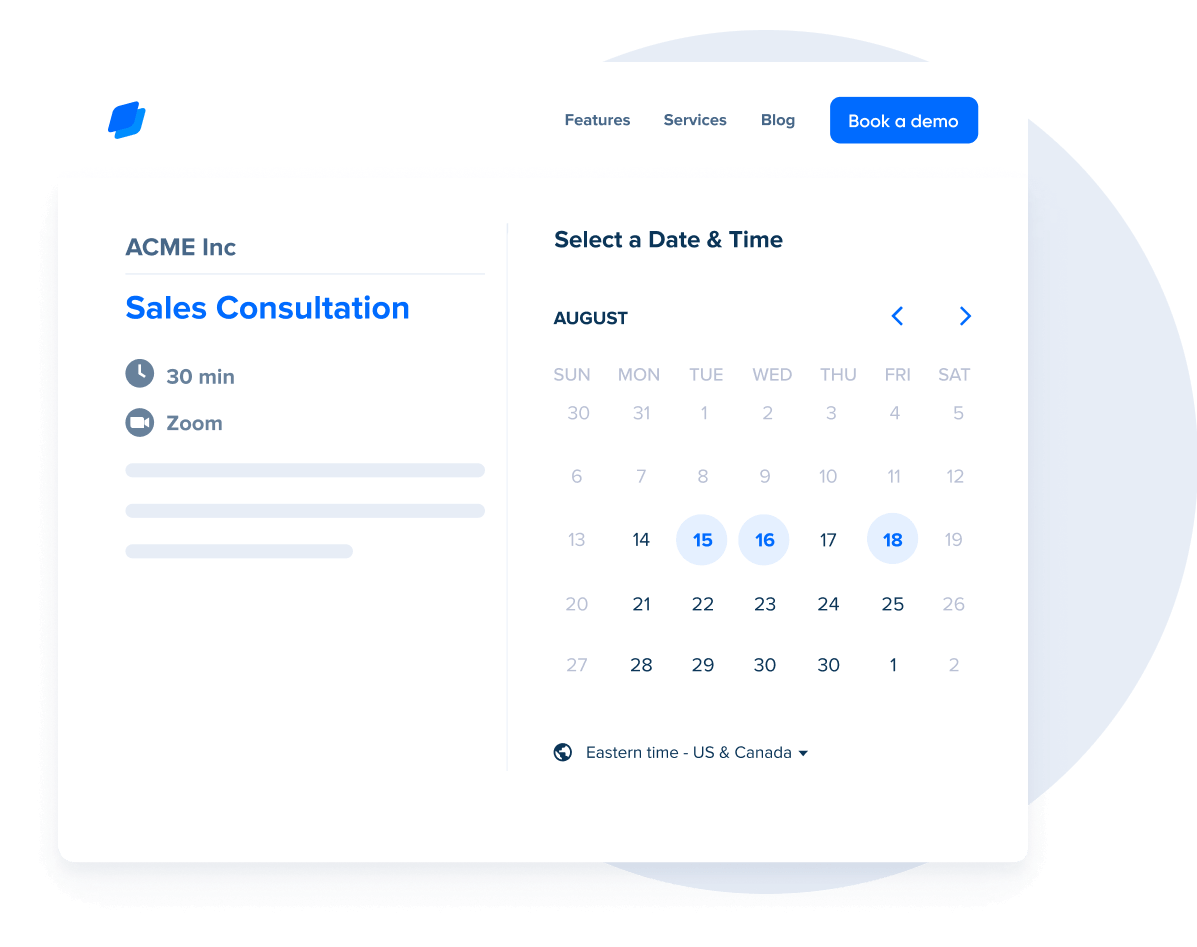 Features Services Blog Book a demo
ACME Inc
Sales Consultation
30 min
Zoom
Select a Date & Time
AUGUST
SUN MON TUE WED THU FRI SAT
30 31 1 2 3 4 5
6 7 8 9 10 11 12
13 14 15 16 17 18 19
20 21 22 23 24 25 26
27 28 29 30 30 1 2
Eastern time - US & Canada